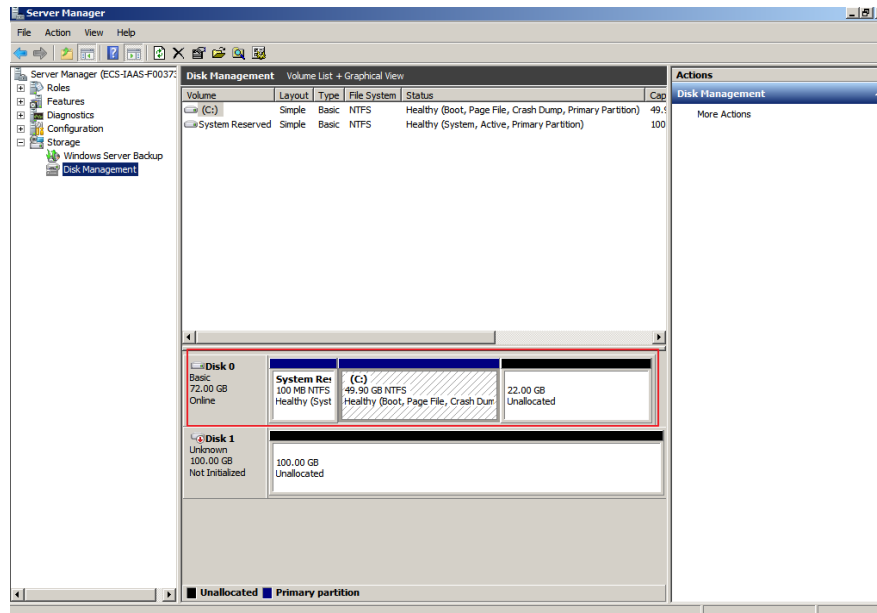 Server Manager
File Action View Help
Server Manager (ECS-IAAS-F0037:
Roles
Features
Diagnostics
Configuration
Storage
Windows Server Backup
Disk Management
Disk Management Volume List + Graphical View
Volume Layout Type File System Status Cap
(C:) Simple Basic NTFS Healthy (Boot, Page File, Crash Dump, Primary Partition) 49.9
System Reserved Simple Basic NTFS Healthy (System, Active, Primary Partition) 100
Disk 0
Basic
72.00 GB
Online
System Res
100 MB NTFS
Healthy (Syst
(C:)
49.90 GB NTFS
Healthy (Boot, Page File, Crash Dum
22.00 GB
Unallocated
Disk 1
Unknown
100.00 GB
Not Initialized
100.00 GB
Unallocated
Unallocated Primary partition
Actions
Disk Management
More Actions